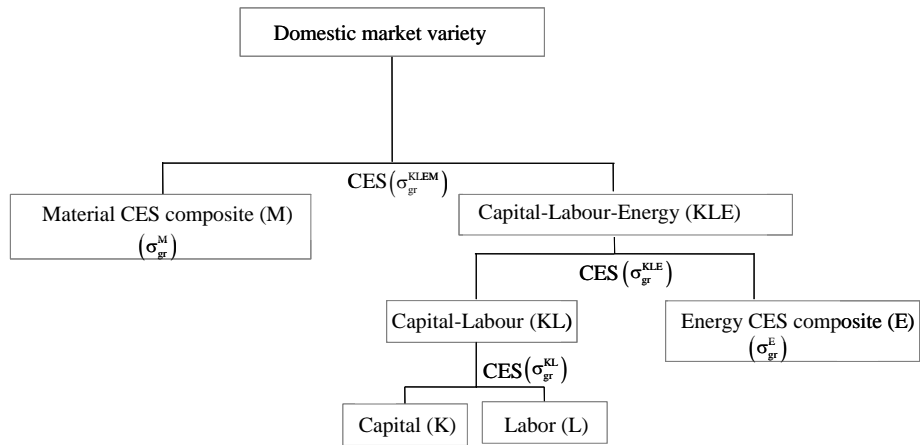 Domestic market variety
CES(σ_gr^KLEM)
Material CES composite (M)
(σ_gr^M)
Capital-Labour-Energy (KLE)
CES(σ_gr^KLE)
Capital-Labour (KL)
Energy CES composite (E)
(σ_gr^E)
CES(σ_gr^KL)
Capital (K)
Labor (L)